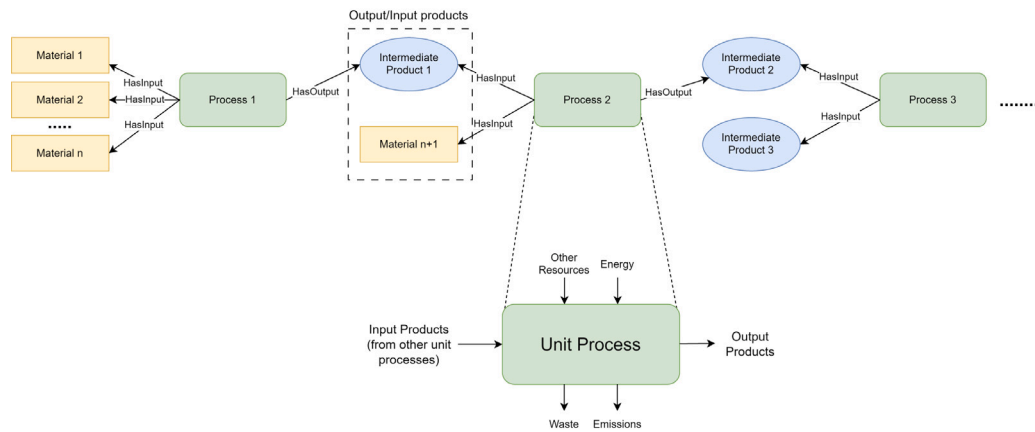 Output/Input products
Material 1
Material 2
.....
Material n
HasInput
HasInput
HasInput
Process 1
HasOutput
Intermediate
Product 1
Material n+1
HasInput
HasInput
Process 2
HasOutput
Intermediate
Product 2
Intermediate
Product 3
HasInput
HasInput
Process 3
........
Other
Resources
Energy
Input Products
(from other unit
processes)
Unit Process
Output
Products
Waste
Emissions